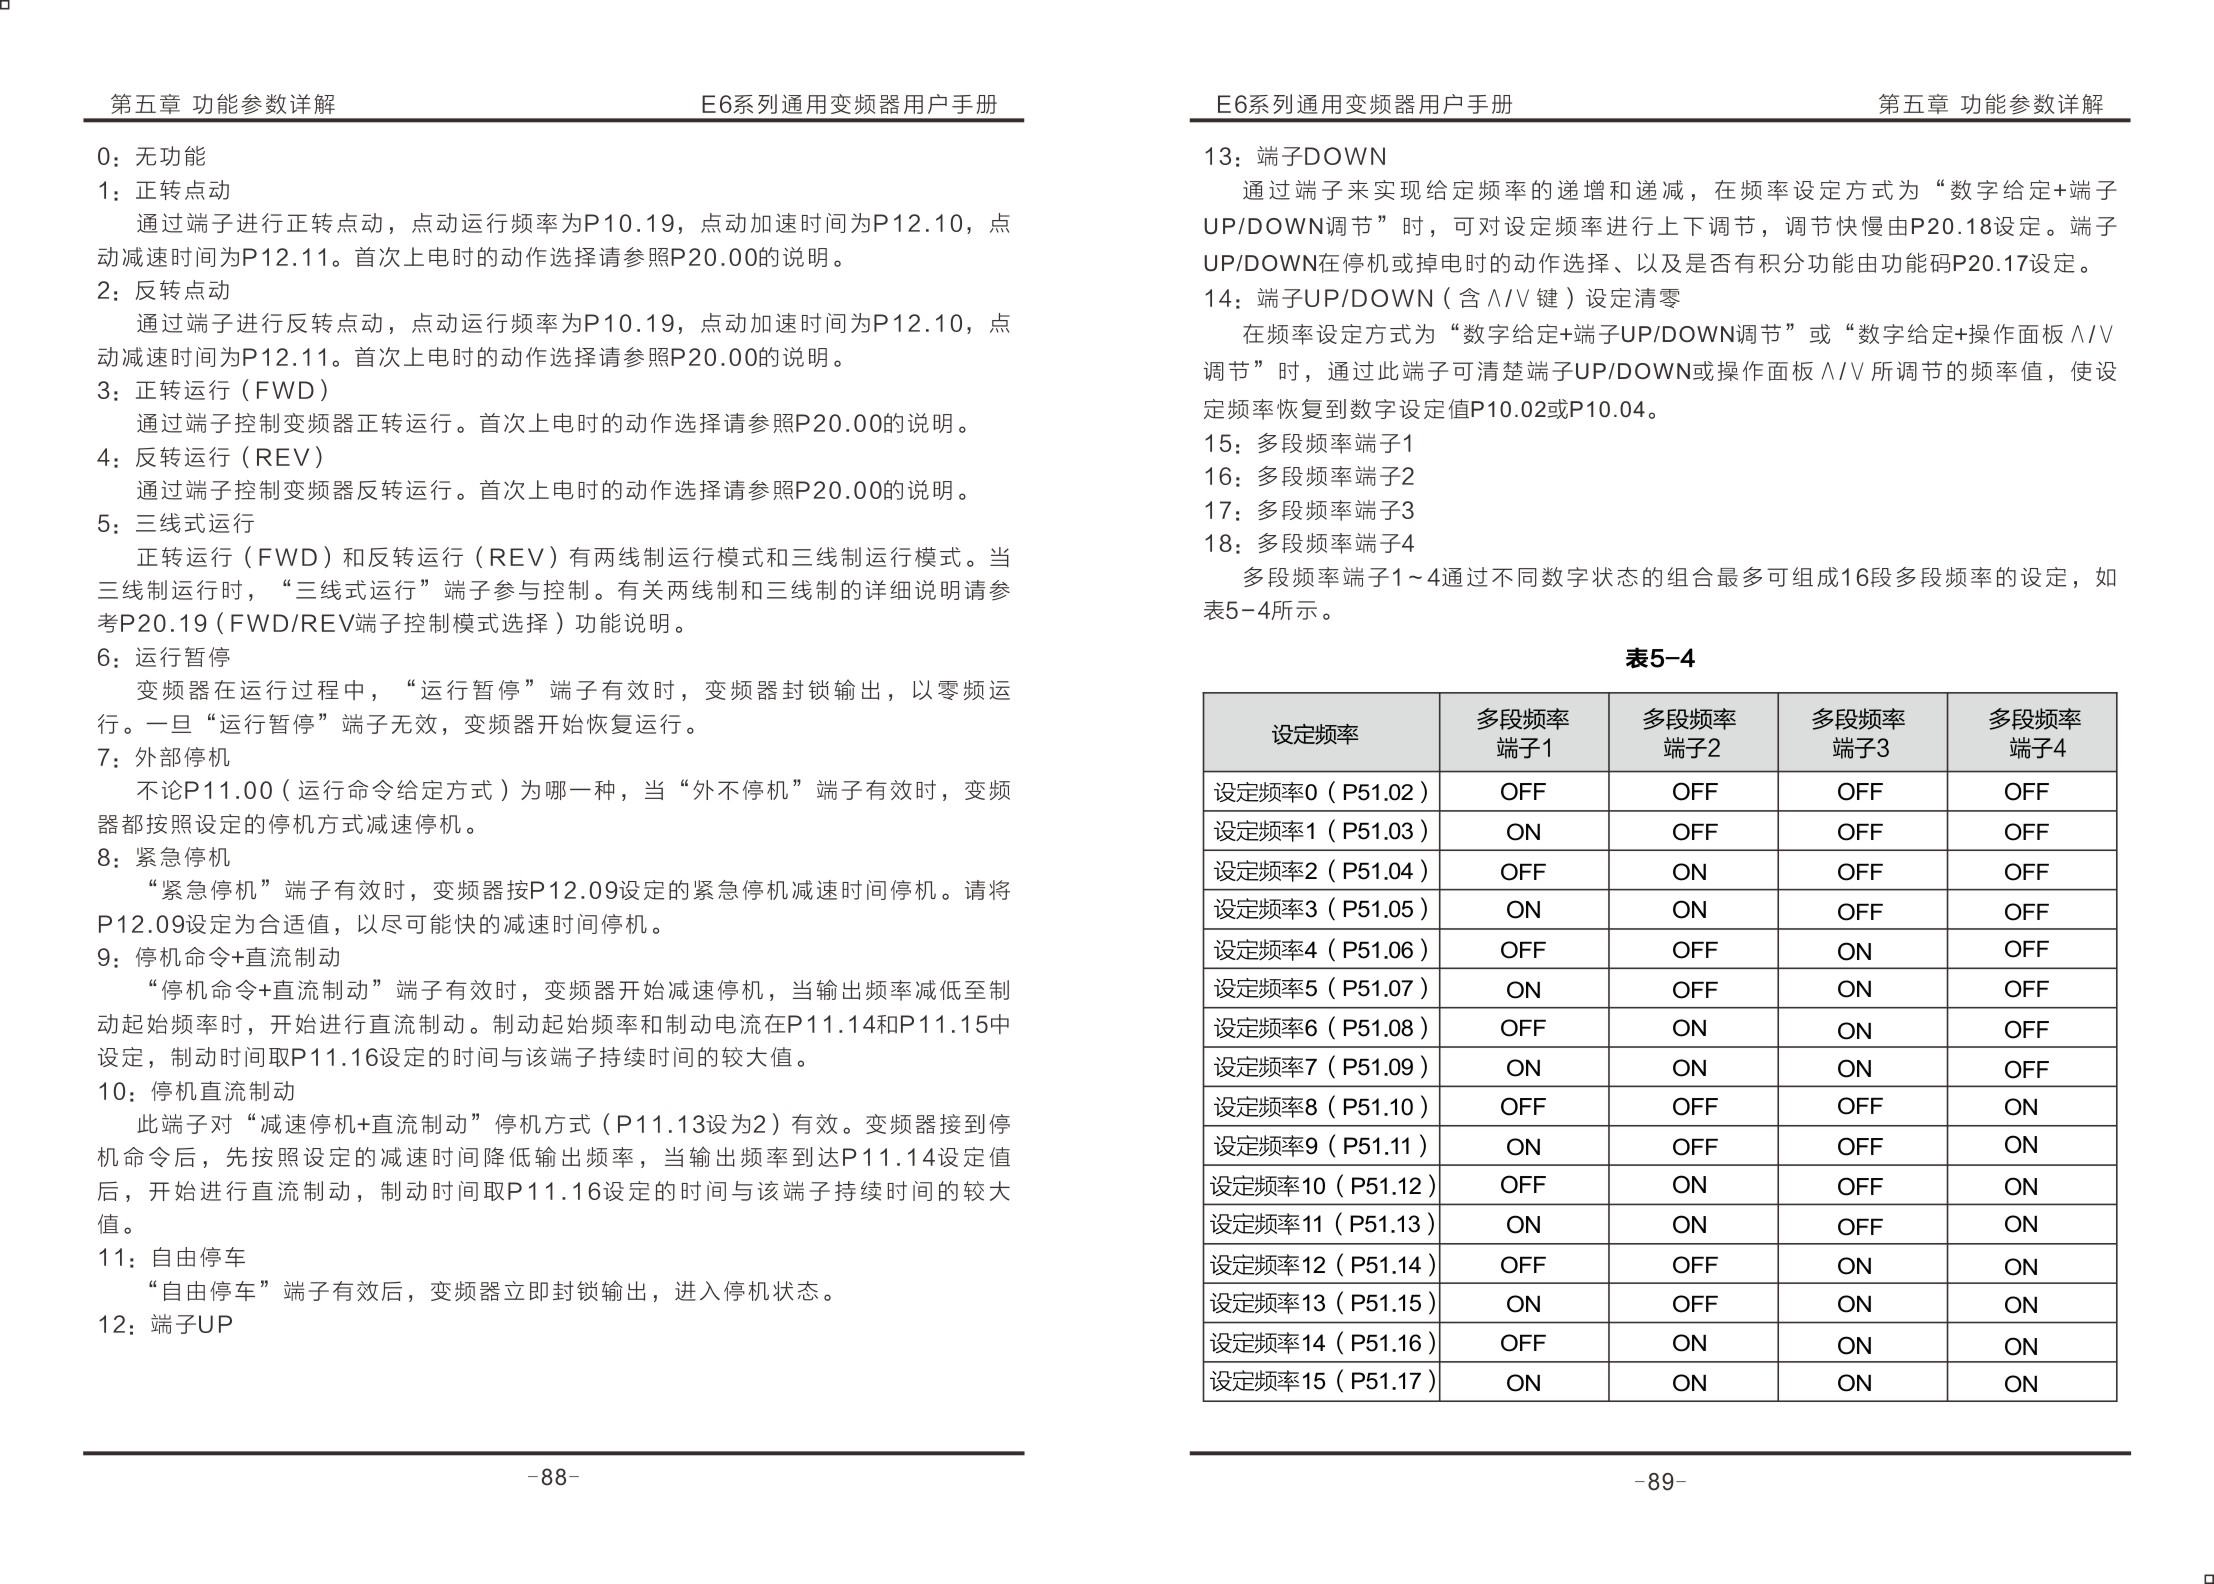 第五章 功能参数详解 E6系列通用变频器用户手册
0：无功能
1：正转点动
通过端子进行正转点动，点动运行频率为P10.19，点动加速时间为P12.10，点
动减速时间为P12.11。首次上电时的动作选择请参照P20.00的说明。
2：反转点动
通过端子进行反转点动，点动运行频率为P10.19，点动加速时间为P12.10，点
动减速时间为P12.11。首次上电时的动作选择请参照P20.00的说明。
3：正转运行（FWD）
通过端子控制变频器正转运行。首次上电时的动作选择请参照P20.00的说明。
4：反转运行（REV）
通过端子控制变频器反转运行。首次上电时的动作选择请参照P20.00的说明。
5：三线式运行
正转运行（FWD）和反转运行（REV）有两线制运行模式和三线制运行模式。当
三线制运行时，“三线式运行”端子参与控制。有关两线制和三线制的详细说明请参
考P20.19（FWD/REV端子控制模式选择）功能说明。
6：运行暂停
变频器在运行过程中，“运行暂停”端子有效时，变频器封锁输出，以零频运
行。一旦“运行暂停”端子无效，变频器开始恢复运行。
7：外部停机
不论P11.00（运行命令给定方式）为哪一种，当“外不停机”端子有效时，变频
器都按照设定的停机方式减速停机。
8：紧急停机
“紧急停机”端子有效时，变频器按P12.09设定的紧急停机减速时间停机。请将
P12.09设定为合适值，以尽可能快的减速时间停机。
9：停机命令+直流制动
“停机命令+直流制动”端子有效时，变频器开始减速停机，当输出频率减低至制
动起始频率时，开始进行直流制动。制动起始频率和制动电流在P11.14和P11.15中
设定，制动时间取P11.16设定的时间与该端子持续时间的较大值。
10：停机直流制动
此端子对“减速停机+直流制动”停机方式（P11.13设为2）有效。变频器接到停
机命令后，先按照设定的减速时间降低输出频率，当输出频率到达P11.14设定值
后，开始进行直流制动，制动时间取P11.16设定的时间与该端子持续时间的较大
值。
11：自由停车
“自由停车”端子有效后，变频器立即封锁输出，进入停机状态。
12：端子UP
-88-
E6系列通用变频器用户手册 第五章 功能参数详解
13：端子DOWN
通过端子来实现给定频率的递增和递减，在频率设定方式为“数字给定+端子
UP/DOWN调节”时，可对设定频率进行上下调节，调节快慢由P20.18设定。端子
UP/DOWN在停机或掉电时的动作选择、以及是否有积分功能由功能码P20.17设定。
14：端子UP/DOWN（含∧/∨键）设定清零
在频率设定方式为“数字给定+端子UP/DOWN调节”或“数字给定+操作面板∧/∨
调节”时，通过此端子可清楚端子UP/DOWN或操作面板∧/∨所调节的频率值，使设
定频率恢复到数字设定值P10.02或P10.04。
15：多段频率端子1
16：多段频率端子2
17：多段频率端子3
18：多段频率端子4
多段频率端子1~4通过不同数字状态的组合最多可组成16段多段频率的设定，如
表5-4所示。
表5-4
设定频率 多段频率端子1 多段频率端子2 多段频率端子3 多段频率端子4
设定频率0（P51.02） OFF OFF OFF OFF
设定频率1（P51.03） ON OFF OFF OFF
设定频率2（P51.04） OFF ON OFF OFF
设定频率3（P51.05） ON ON OFF OFF
设定频率4（P51.06） OFF OFF ON OFF
设定频率5（P51.07） ON OFF ON OFF
设定频率6（P51.08） OFF ON ON OFF
设定频率7（P51.09） ON ON ON OFF
设定频率8（P51.10） OFF OFF OFF ON
设定频率9（P51.11） ON OFF OFF ON
设定频率10（P51.12） OFF ON OFF ON
设定频率11（P51.13） ON ON OFF ON
设定频率12（P51.14） OFF OFF ON ON
设定频率13（P51.15） ON OFF ON ON
设定频率14（P51.16） OFF ON ON ON
设定频率15（P51.17） ON ON ON ON
-89-